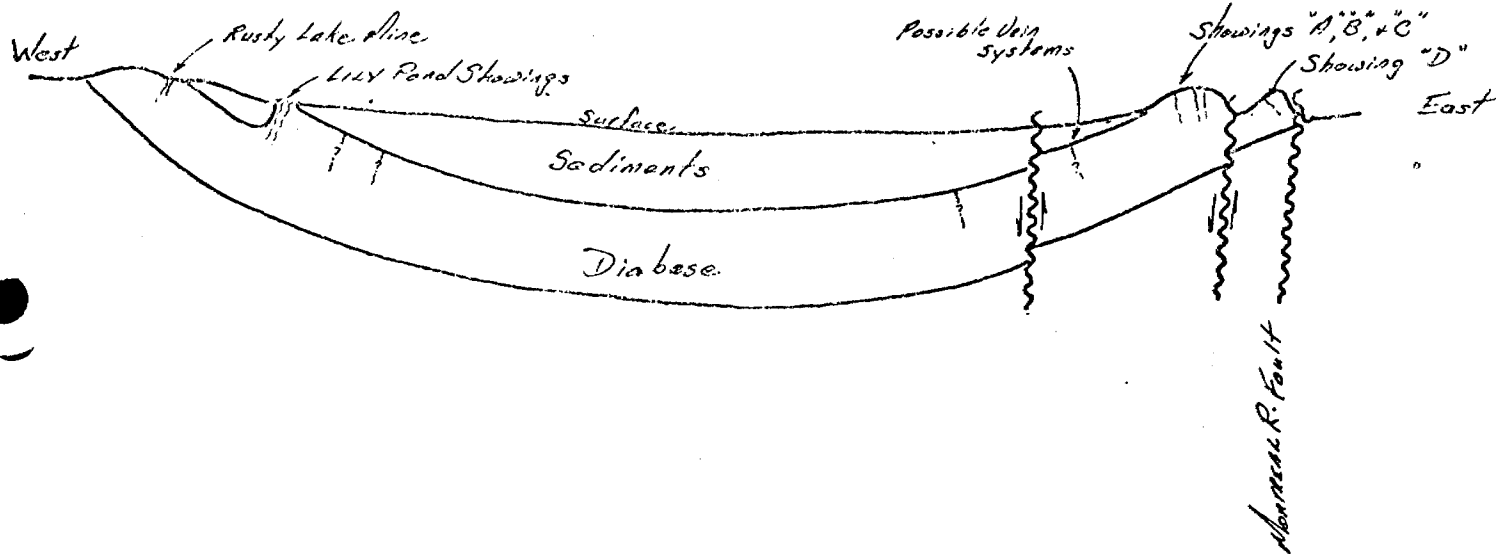 West
Rusty Lake Mine
Lily Pond Showings
Possible Vein
systems
Showings "A", "B", + "C"
Showing "D"
East
Surface
Sediments
Diabase
Montreal R. Fault